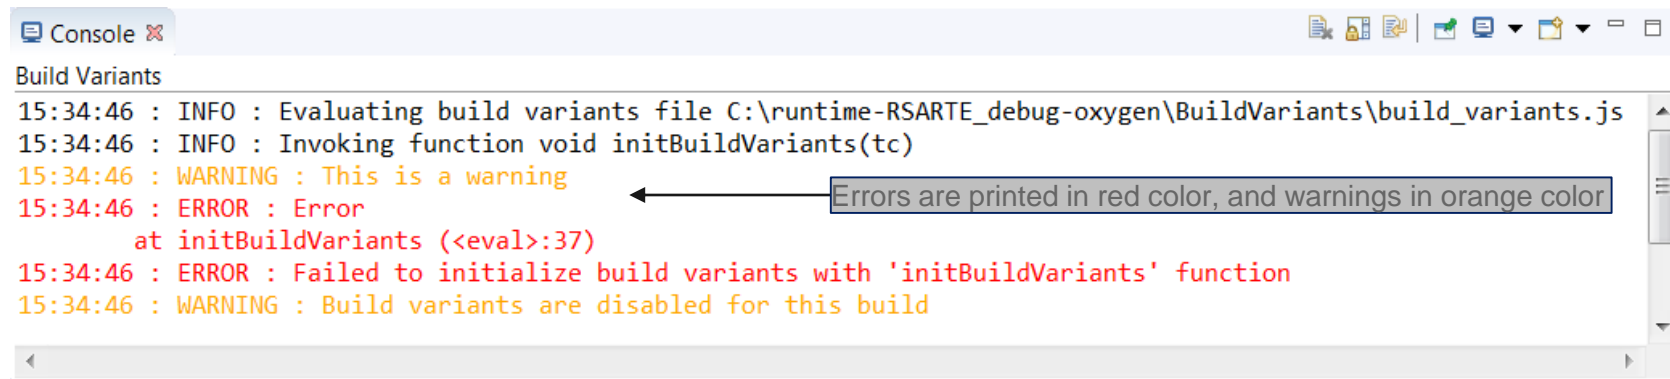 Console
Build Variants
15:34:46 : INFO : Evaluating build variants file C:\runtime-RSARTE_debug-oxygen\BuildVariants\build_variants.js
15:34:46 : INFO : Invoking function void initBuildVariants(tc)
15:34:46 : WARNING : This is a warning
Errors are printed in red color, and warnings in orange color
15:34:46 : ERROR : Error
at initBuildVariants (<eval>:37)
15:34:46 : ERROR : Failed to initialize build variants with 'initBuildVariants' function
15:34:46 : WARNING : Build variants are disabled for this build